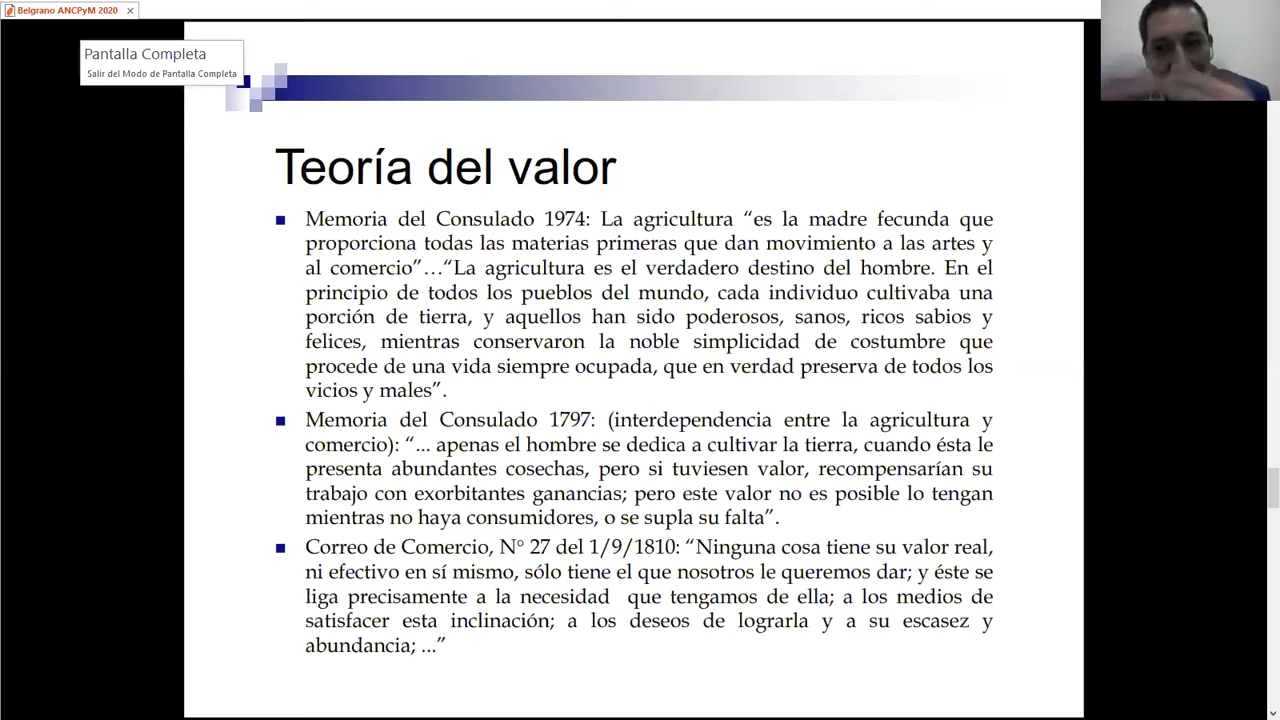 Belgrano ANCPyM 2020
Pantalla Completa
Salir del Modo de Pantalla Completa
Teoría del valor
Memoria del Consulado 1974: La agricultura “es la madre fecunda que
proporciona todas las materias primeras que dan movimiento a las artes y
al comercio”…“La agricultura es el verdadero destino del hombre. En el
principio de todos los pueblos del mundo, cada individuo cultivaba una
porción de tierra, y aquellos han sido poderosos, sanos, ricos sabios y
felices, mientras conservaron la noble simplicidad de costumbre que
procede de una vida siempre ocupada, que en verdad preserva de todos los
vicios y males”.
Memoria del Consulado 1797: (interdependencia entre la agricultura y
comercio): “... apenas el hombre se dedica a cultivar la tierra, cuando ésta le
presenta abundantes cosechas, pero si tuviesen valor, recompensarían su
trabajo con exorbitantes ganancias; pero este valor no es posible lo tengan
mientras no haya consumidores, o se supla su falta”.
Correo de Comercio, Nº 27 del 1/9/1810: “Ninguna cosa tiene su valor real,
ni efectivo en sí mismo, sólo tiene el que nosotros le queremos dar; y éste se
liga precisamente a la necesidad que tengamos de ella; a los medios de
satisfacer esta inclinación; a los deseos de lograrla y a su escasez y
abundancia; ...”